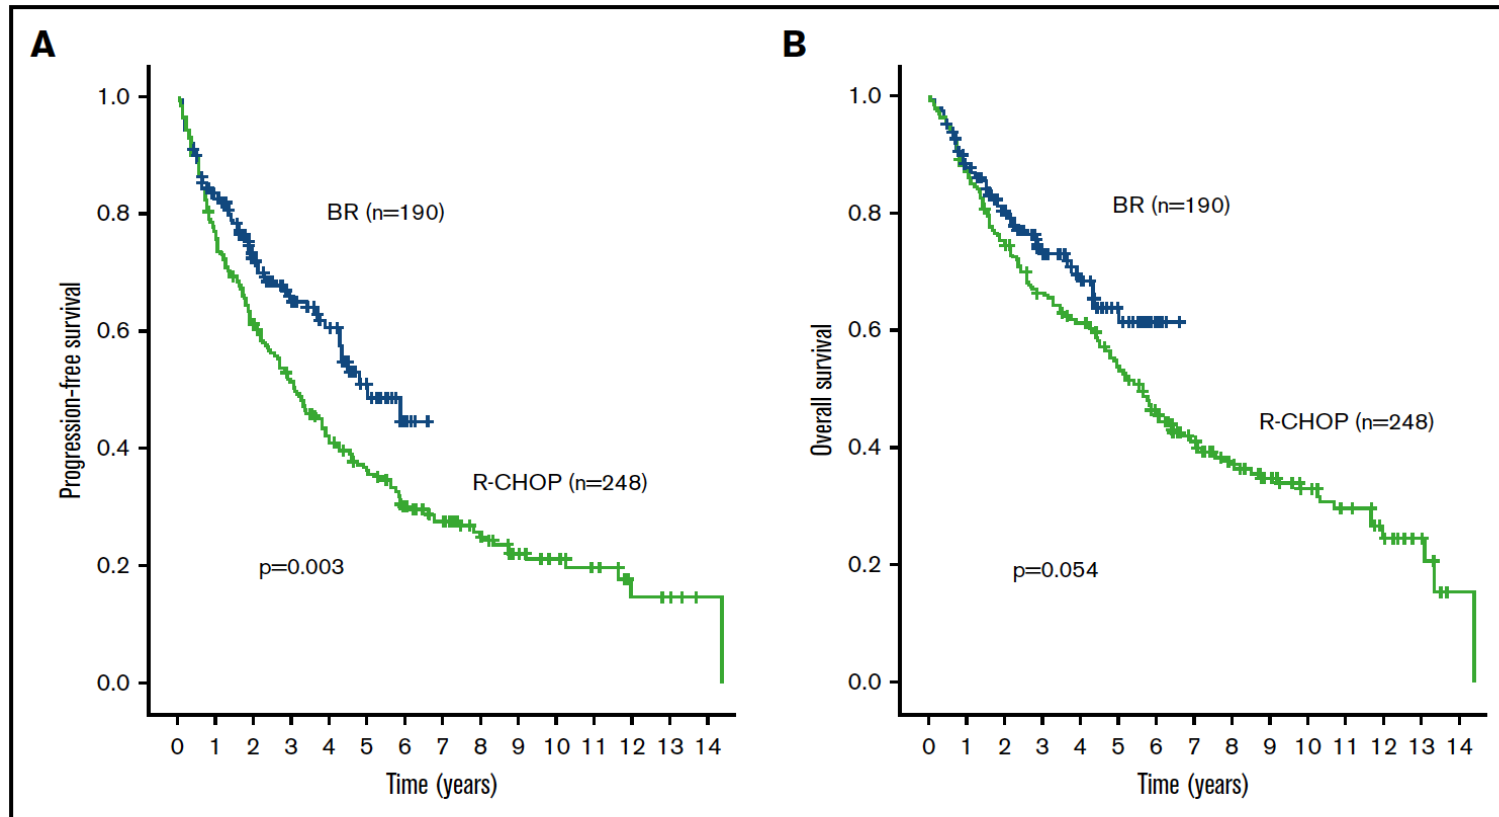 A
Progression-free survival
1.0
0.8
0.6
0.4
0.2
0.0
BR (n=190)
R-CHOP (n=248)
p=0.003
0 1 2 3 4 5 6 7 8 9 10 11 12 13 14
Time (years)
B
Overall survival
1.0
0.8
0.6
0.4
0.2
0.0
BR (n=190)
R-CHOP (n=248)
p=0.054
0 1 2 3 4 5 6 7 8 9 10 11 12 13 14
Time (years)